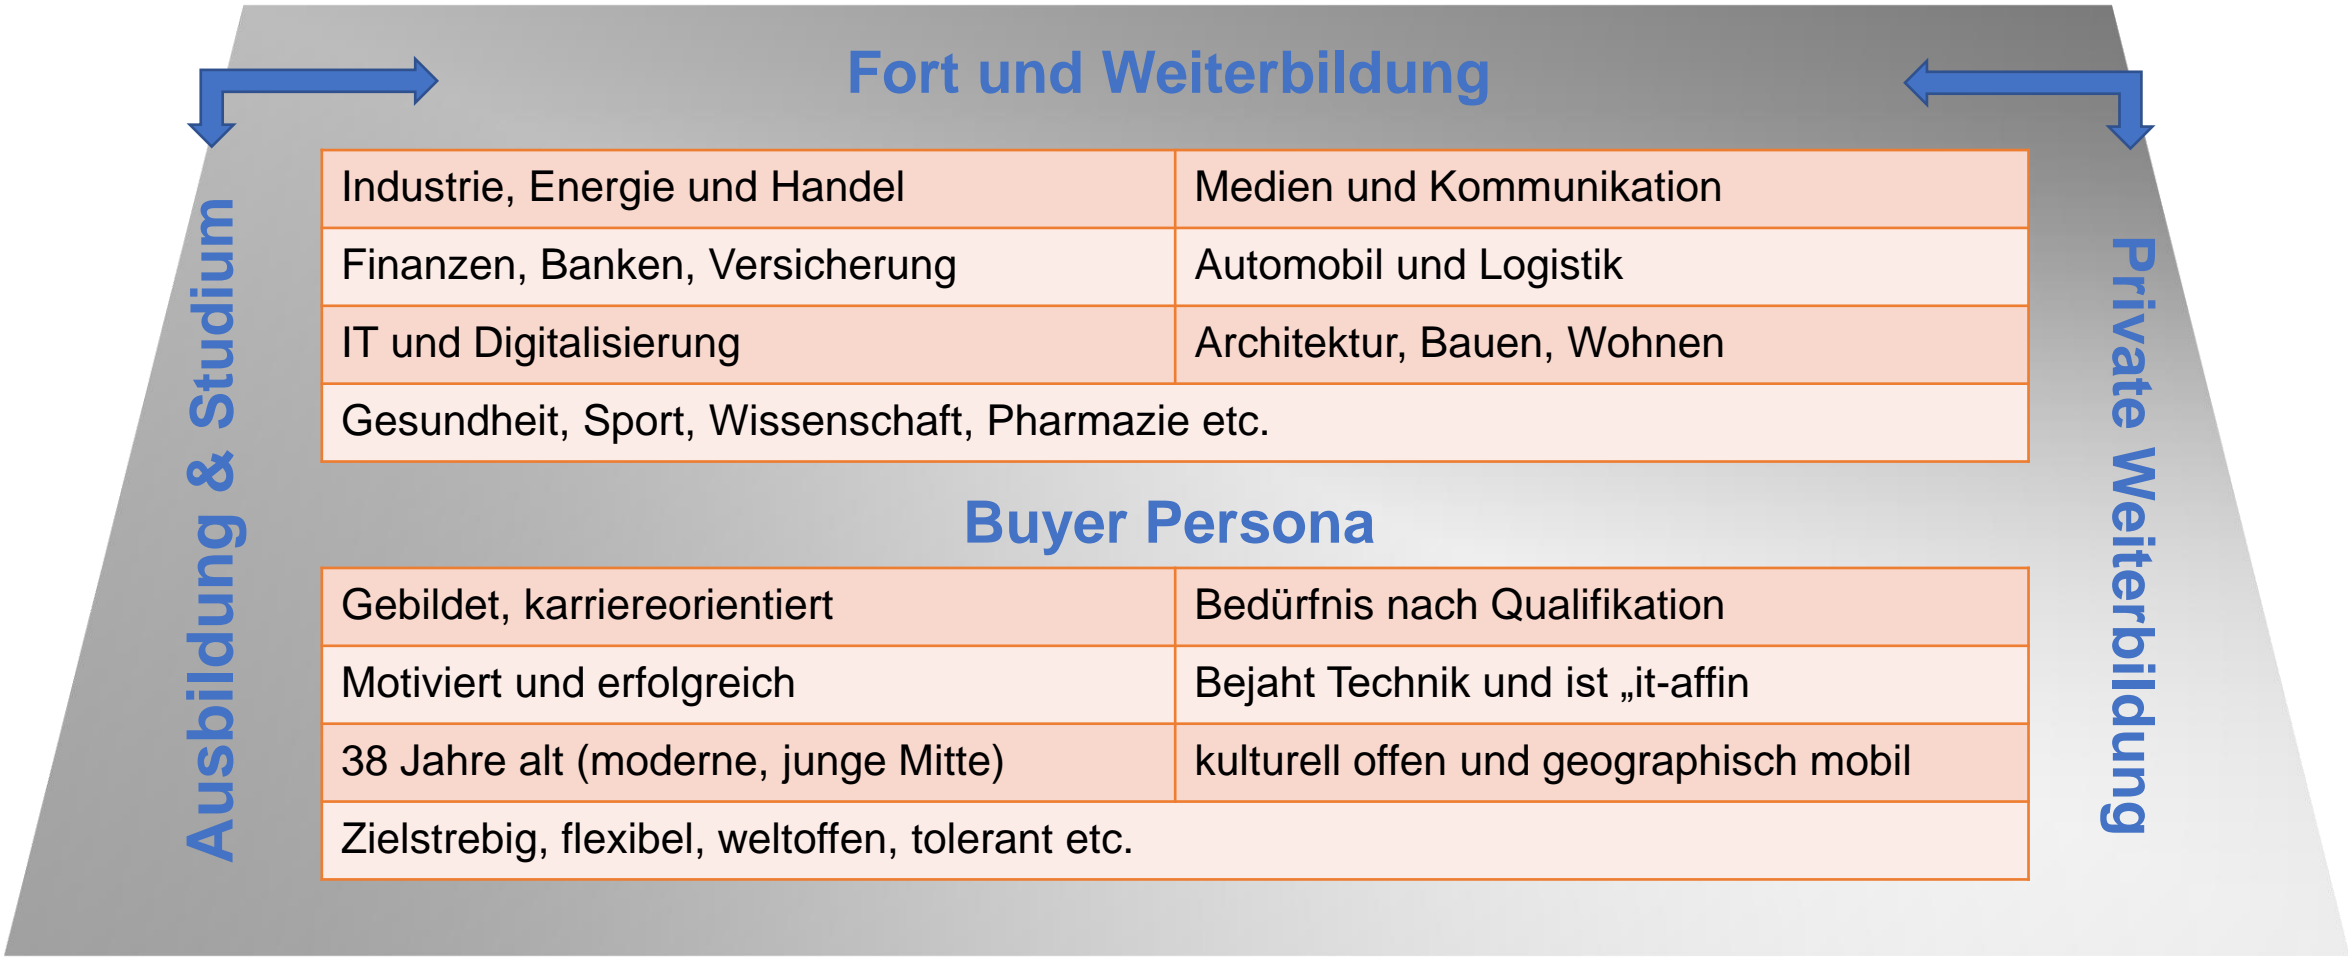 Fort und Weiterbildung
Ausbildung & Studium
Industrie, Energie und Handel
Medien und Kommunikation
Finanzen, Banken, Versicherung
Automobil und Logistik
IT und Digitalisierung
Architektur, Bauen, Wohnen
Gesundheit, Sport, Wissenschaft, Pharmazie etc.
Buyer Persona
Gebildet, karriereorientiert
Bedürfnis nach Qualifikation
Motiviert und erfolgreich
Bejaht Technik und ist „it-affin
38 Jahre alt (moderne, junge Mitte)
kulturell offen und geographisch mobil
Zielstrebig, flexibel, weltoffen, tolerant etc.
Private Weiterbildung